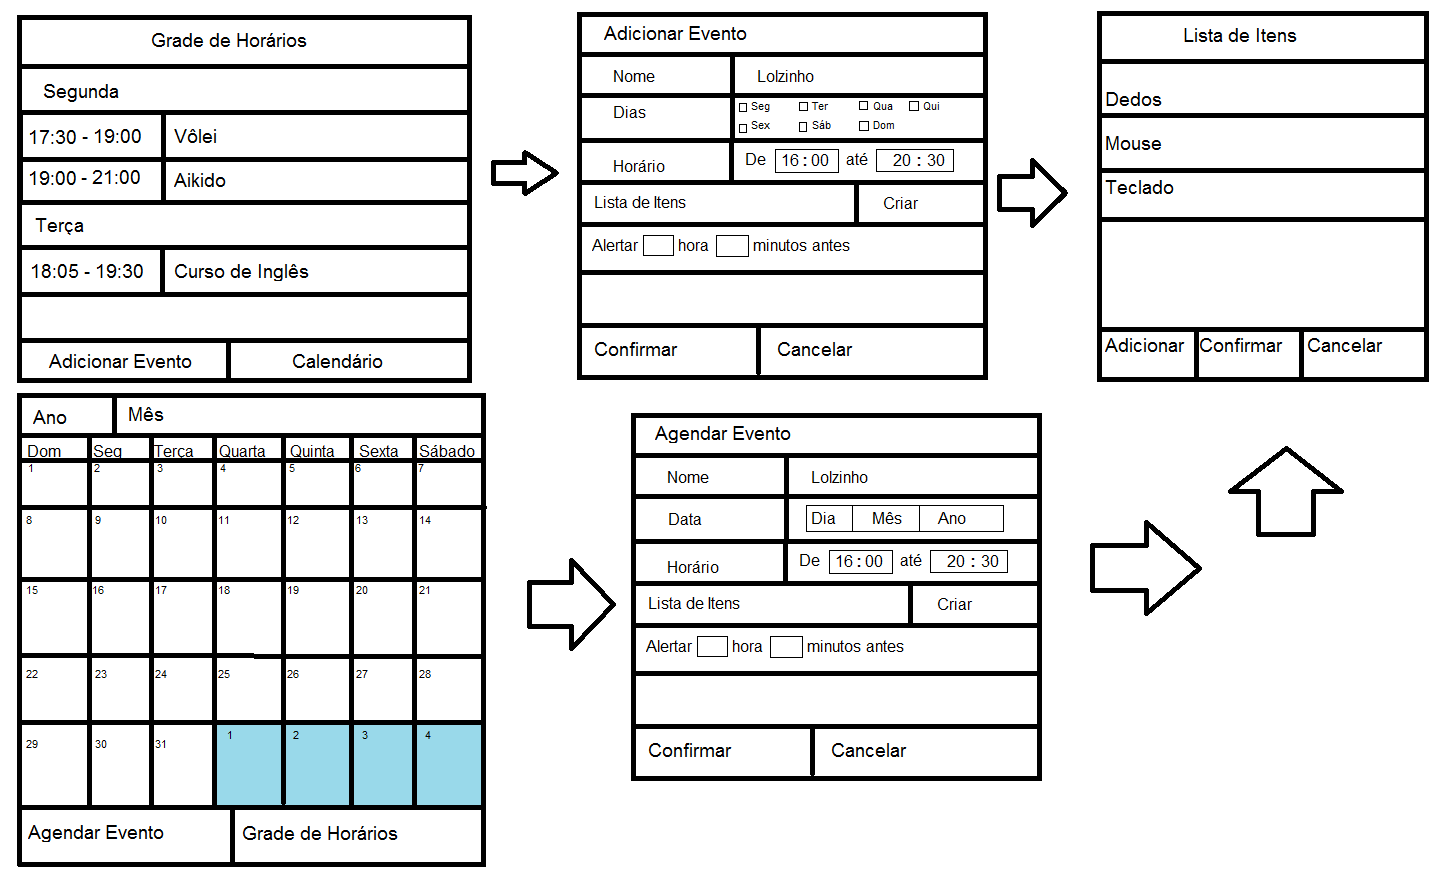 Grade de Horários
Segunda
17:30 - 19:00 Vôlei
19:00 - 21:00 Aikido
Terça
18:05 - 19:30 Curso de Inglês
Adicionar Evento Calendário
Adicionar Evento
Nome Lolzinho
Dias Seg Ter Qua Qui
Sex Sáb Dom
Horário De 16:00 até 20:30
Lista de Itens Criar
Alertar hora minutos antes
Confirmar Cancelar
Lista de Itens
Dedos
Mouse
Teclado
Adicionar Confirmar Cancelar
Ano Mês
Dom Seg Terça Quarta Quinta Sexta Sábado
1 2 3 4 5 6 7
8 9 10 11 12 13 14
15 16 17 18 19 20 21
22 23 24 25 26 27 28
29 30 31 1 2 3 4
Agendar Evento Grade de Horários
Agendar Evento
Nome Lolzinho
Data Dia Mês Ano
Horário De 16:00 até 20:30
Lista de Itens Criar
Alertar hora minutos antes
Confirmar Cancelar